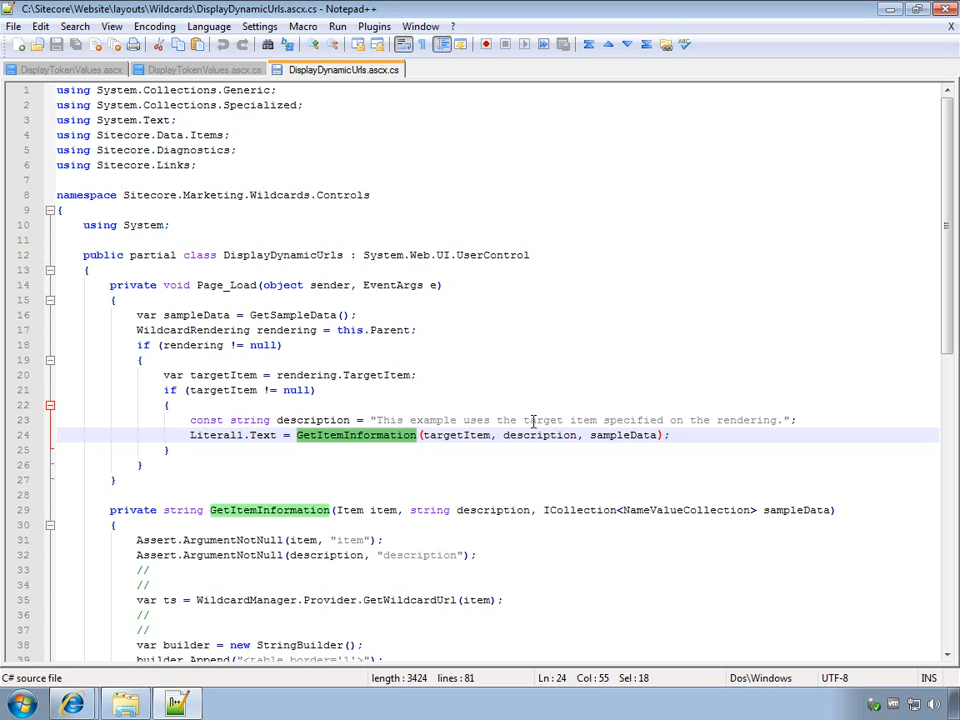 C:\Sitecore\Website\layouts\Wildcards\DisplayDynamicUrls.ascx.cs - Notepad++
File Edit Search View Encoding Language Settings Macro Run Plugins Window ? X
DisplayTokenValues.ascx DisplayTokenValues.ascx.cs DisplayDynamicUrls.ascx.cs
1 using System.Collections.Generic;
2 using System.Collections.Specialized;
3 using System.Text;
4 using Sitecore.Data.Items;
5 using Sitecore.Diagnostics;
6 using Sitecore.Links;
7
8 namespace Sitecore.Marketing.Wildcards.Controls
9 {
10 using System;
11
12 public partial class DisplayDynamicUrls : System.Web.UI.UserControl
13 {
14 private void Page_Load(object sender, EventArgs e)
15 {
16 var sampleData = GetSampleData();
17 WildcardRendering rendering = this.Parent;
18 if (rendering != null)
19 {
20 var targetItem = rendering.TargetItem;
21 if (targetItem != null)
22 {
23 const string description = "This example uses the target item specified on the rendering.";
24 Literal1.Text = GetItemInformation(targetItem, description, sampleData);
25 }
26 }
27 }
28
29 private string GetItemInformation(Item item, string description, ICollection<NameValueCollection> sampleData)
30 {
31 Assert.ArgumentNotNull(item, "item");
32 Assert.ArgumentNotNull(description, "description");
33 //
34 //
35 var ts = WildcardManager.Provider.GetWildcardUrl(item);
36 //
37 //
38 var builder = new StringBuilder();
39 builder.Append("<table border='1'>");
C# source file length : 3424 lines : 81 Ln : 24 Col : 55 Sel : 18 Dos\Windows UTF-8 INS